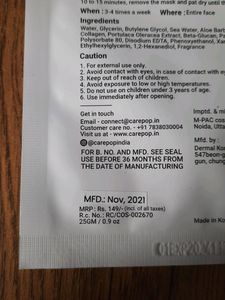 10 to 15 minutes, remove the mask and pat dry until the
When : 3-4 times a week Where : Entire face
Ingredients
Water, Glycerin, Butylene Glycol, Sea Water, Aloe Bar
Collagen, Portulaca Oleracea Extract, Beta-Glucan,
Polysorbate 80, Disodium EDTA, Phenoxyethanol, Xan
Ethylhexylglycerin, 1,2-Hexanediol, Fragrance
Caution
1. For external use only.
2. Avoid contact with eyes, in case of contact with ey
3. Keep out of reach of children.
4. Avoid exposure to low or high temperatures.
5. Do not use on children under 3 years of age.
6. Use immediately after opening.
Get in touch
Email - connect@carepop.in
Customer care no. - +91 7838030004
Visit us at - www.carepop.in
@carepopindia
FOR B. NO. AND MFD. SEE SEAL
USE BEFORE 36 MONTHS FROM
THE DATE OF MANUFACTURING
Imptd. & m
M-PAC cos
Noida, Utta
Mfd. by :
Dermal Kor
547beon-g
gun, chung
MFD.: Nov, 2021
MRP : Rs. 149/- (Incl. of all taxes)
R.c. No.: RC/COS-002670
25GM / 0.9 oz
Made in Ko